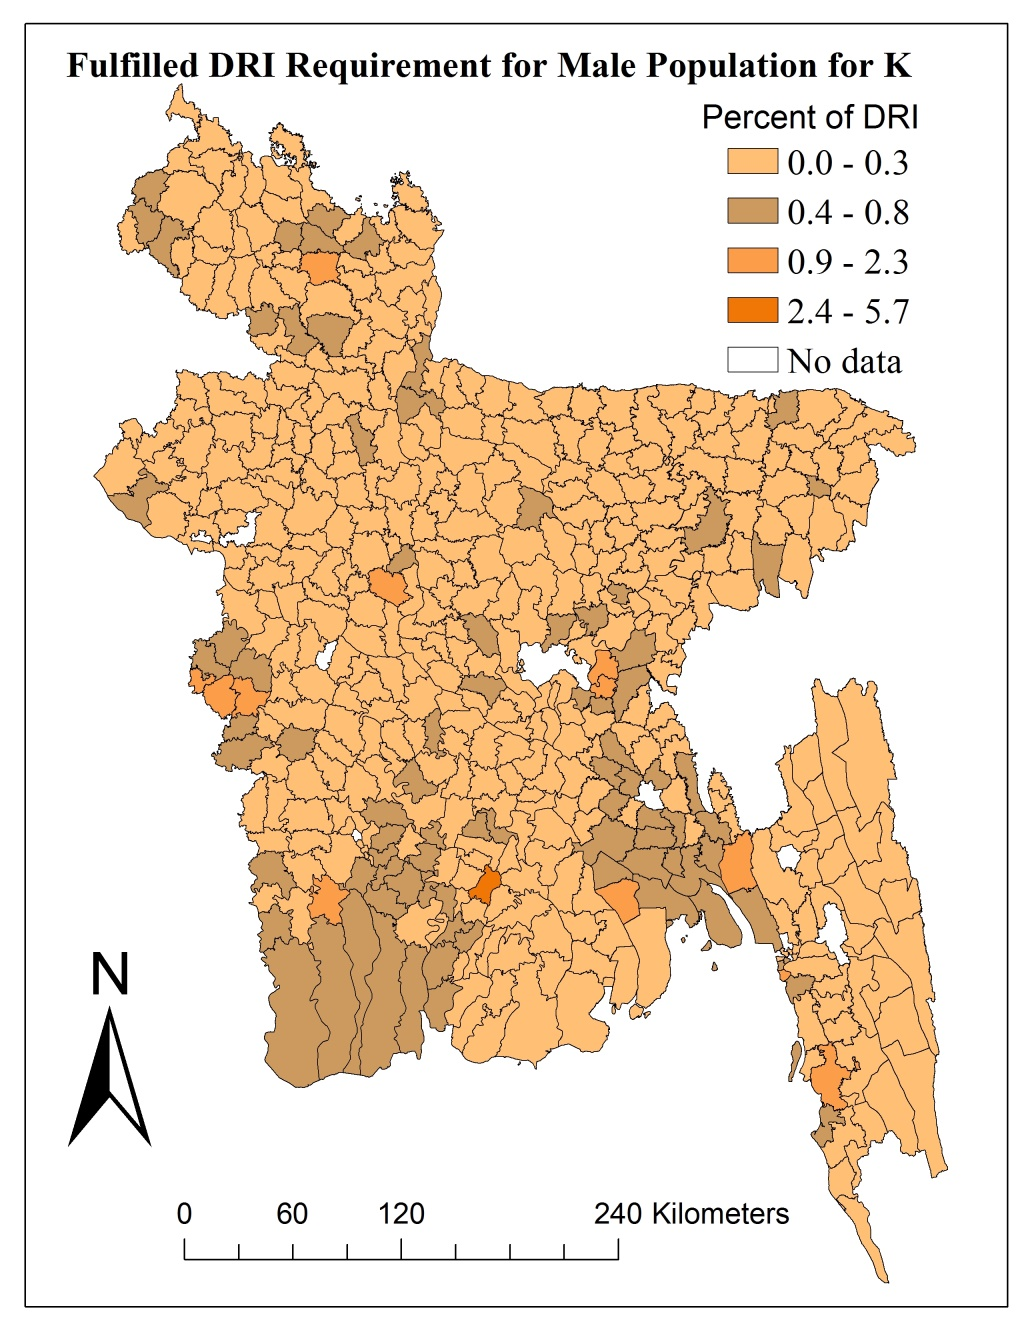 Fulfilled DRI Requirement for Male Population for K
Percent of DRI
0.0 - 0.3
0.4 - 0.8
0.9 - 2.3
2.4 - 5.7
No data
N
0 60 120 240 Kilometers